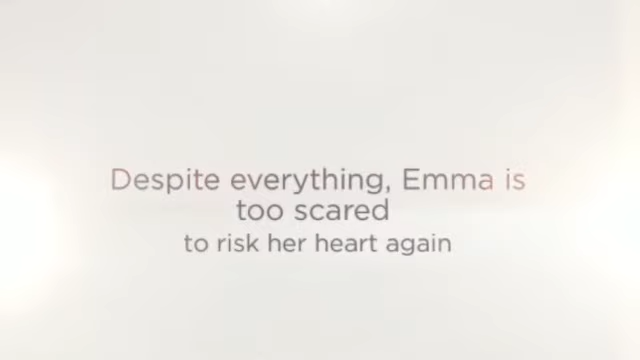 Despite everything, Emma is
too scared
to risk her heart again